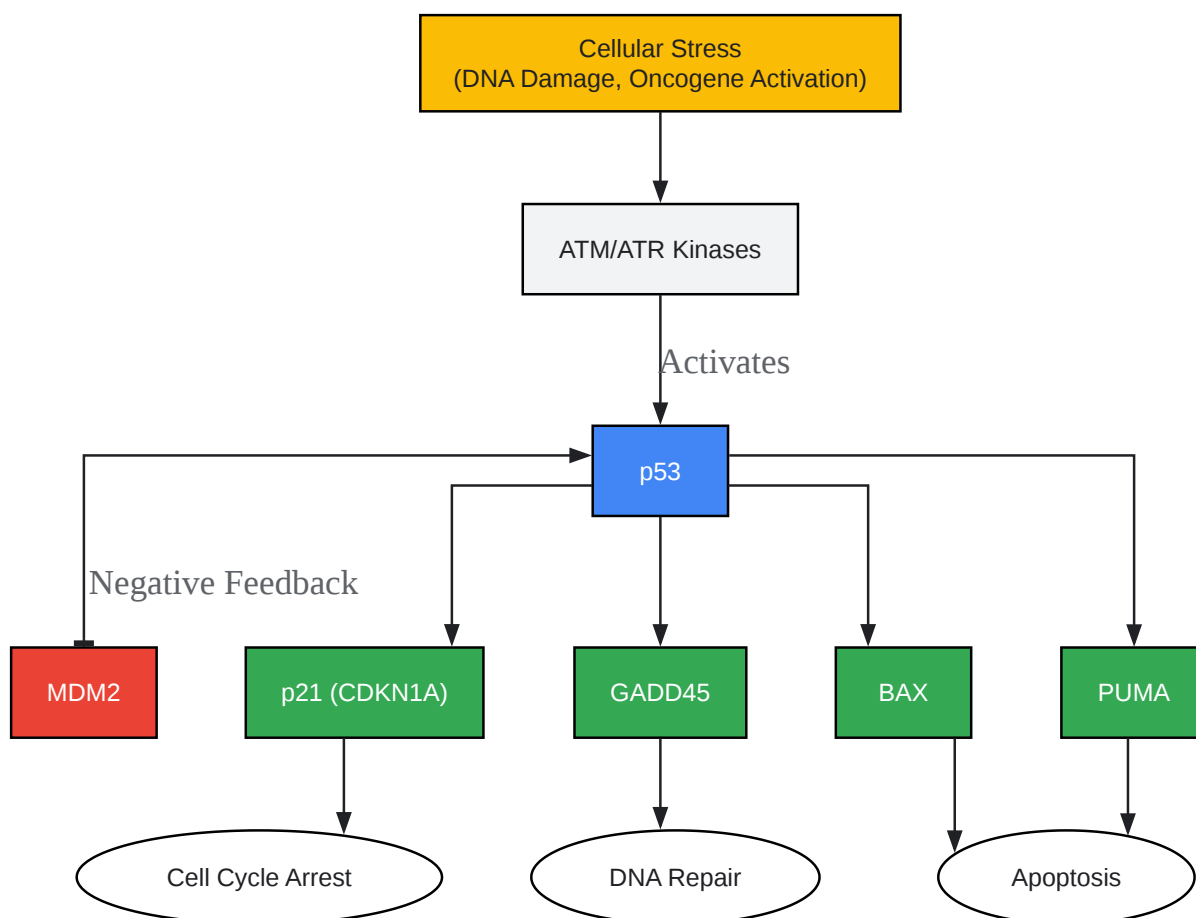 Cellular Stress
(DNA Damage, Oncogene Activation)
ATM/ATR Kinases
Activates
p53
Negative Feedback
MDM2
p21 (CDKN1A)
GADD45
BAX
PUMA
Cell Cycle Arrest
DNA Repair
Apoptosis